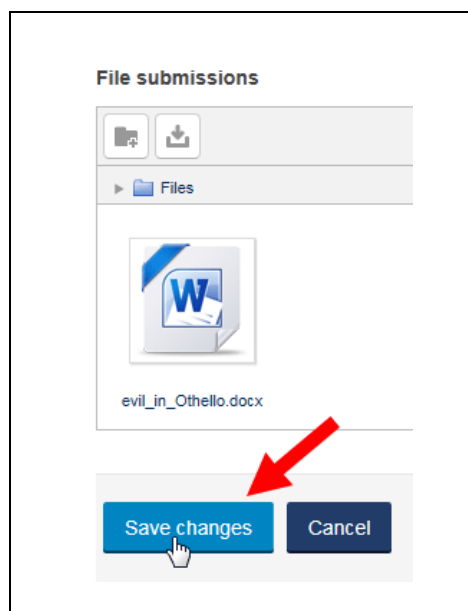 File submissions
Files
W
evil_in_Othello.docx
Save changes Cancel